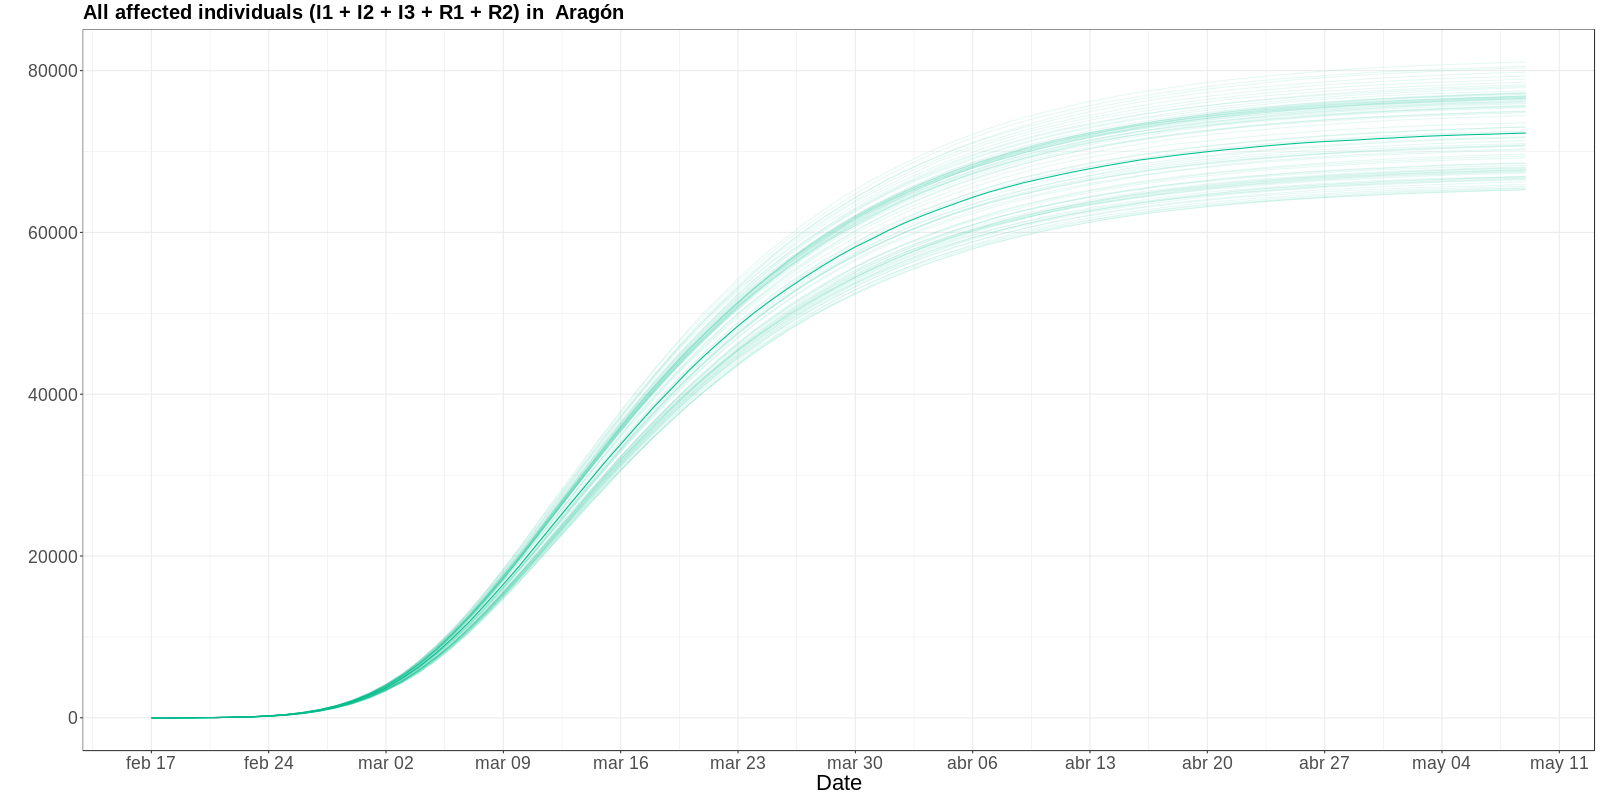 All affected individuals (I1 + I2 + I3 + R1 + R2) in  Aragón
80000
60000
40000
20000
0
feb 17 feb 24 mar 02 mar 09 mar 16 mar 23 mar 30 abr 06 abr 13 abr 20 abr 27 may 04 may 11
Date